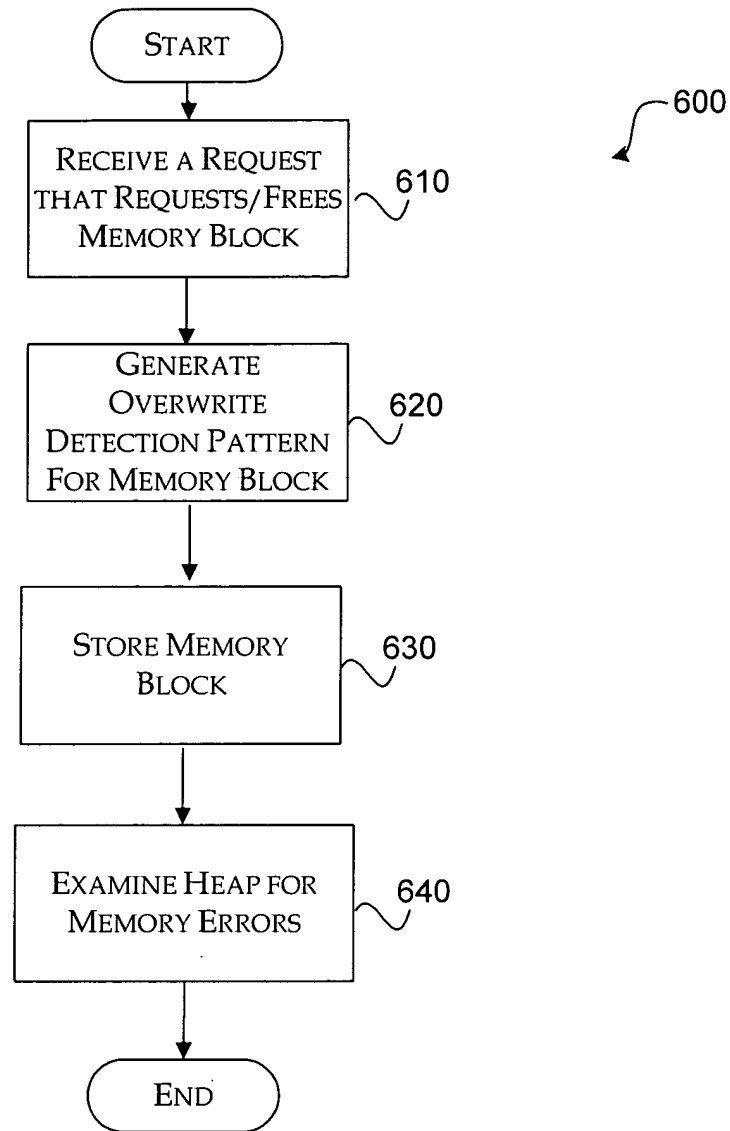 START
600
RECEIVE A REQUEST
THAT REQUESTS/FREES
MEMORY BLOCK
610
GENERATE
OVERWRITE
DETECTION PATTERN
FOR MEMORY BLOCK
620
STORE MEMORY
BLOCK
630
EXAMINE HEAP FOR
MEMORY ERRORS
640
END